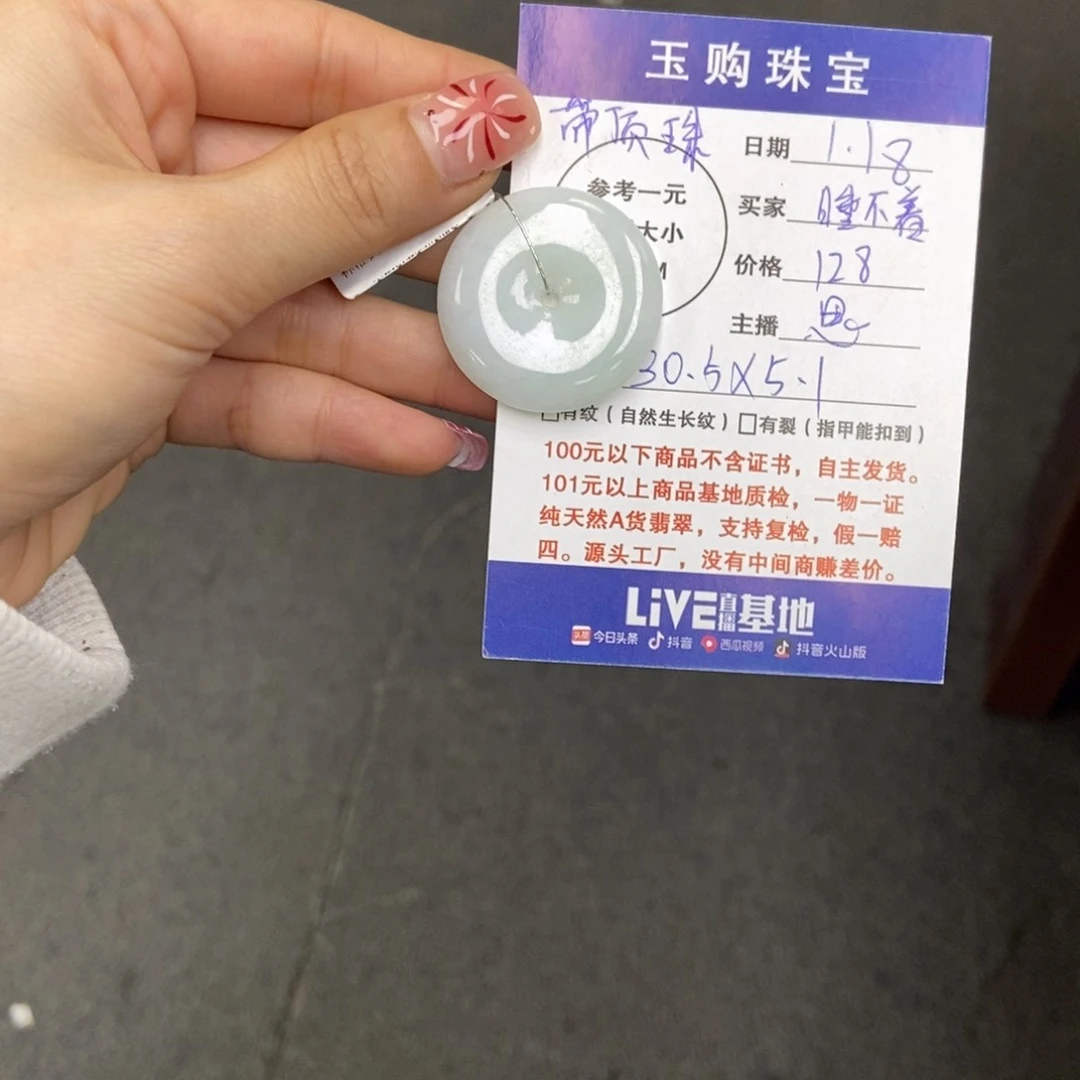 玉购珠宝
带顶珠
日期 1.18
参考一元
大小
M
买家 睡不着
价格 128
主播
30.5X5.1
有纹（自然生长纹）□有裂（指甲能扣到）
100元以下商品不含证书，自主发货。
101元以上商品基地质检，一物一证
纯天然A货翡翠，支持复检，假一赔
四。源头工厂，没有中间商赚差价。
LiVE直播基地
头条 今日头条 抖音 西瓜视频 抖音火山版